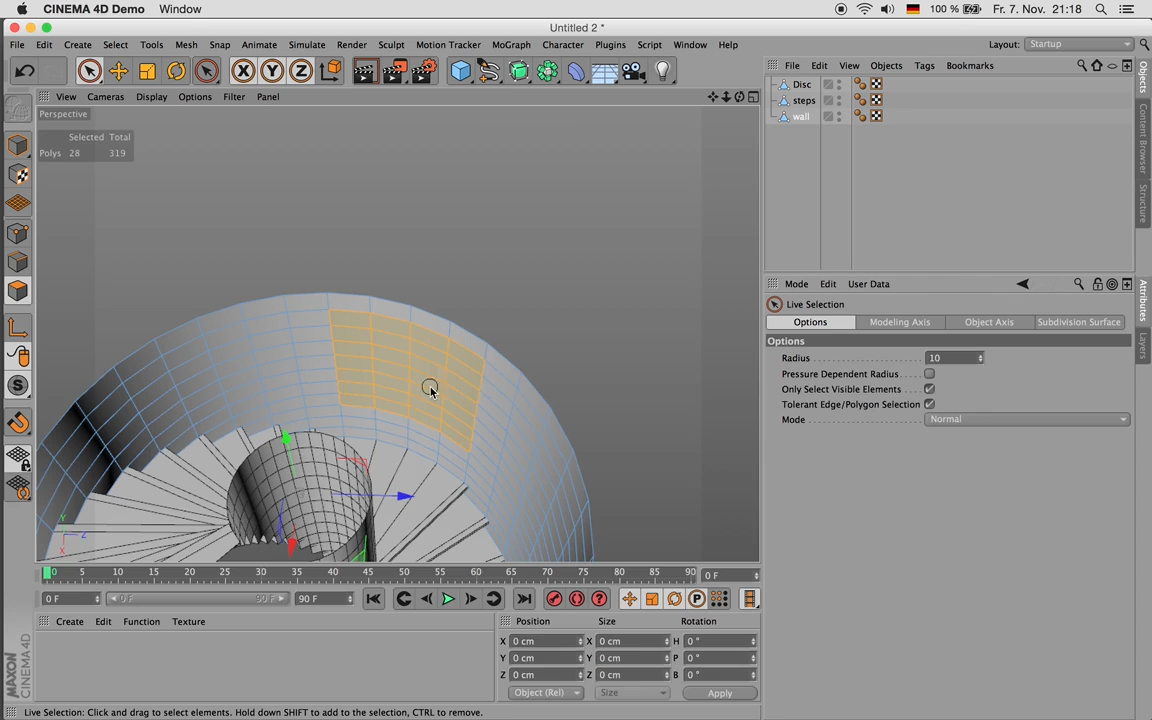 CINEMA 4D Demo Window 100 % Fr. 7. Nov. 21:18
Untitled 2 *
File Edit Create Select Tools Mesh Snap Animate Simulate Render Sculpt Motion Tracker MoGraph Character Plugins Script Window Help Layout: Startup
X Y Z
File Edit View Objects Tags Bookmarks
View Cameras Display Options Filter Panel
Perspective
Selected Total
Polys 28 319
Disc
steps
wall
Objects
Content Browser
Structure
Mode Edit User Data
Live Selection
Options Modeling Axis Object Axis Subdivision Surface
Options
Radius 10
Pressure Dependent Radius
Only Select Visible Elements
Tolerant Edge/Polygon Selection
Mode Normal
Attributes
Layers
S
Y
Z
X
0 5 10 15 20 25 30 35 40 45 50 55 60 65 70 75 80 85 90 0 F
0 F 0 F 90 F 90 F P
Create Edit Function Texture
Position Size Rotation
X 0 cm X 0 cm H 0 °
Y 0 cm Y 0 cm P 0 °
Z 0 cm Z 0 cm B 0 °
Object (Rel) Size Apply
MAXON CINEMA 4D
Live Selection: Click and drag to select elements. Hold down SHIFT to add to the selection, CTRL to remove.